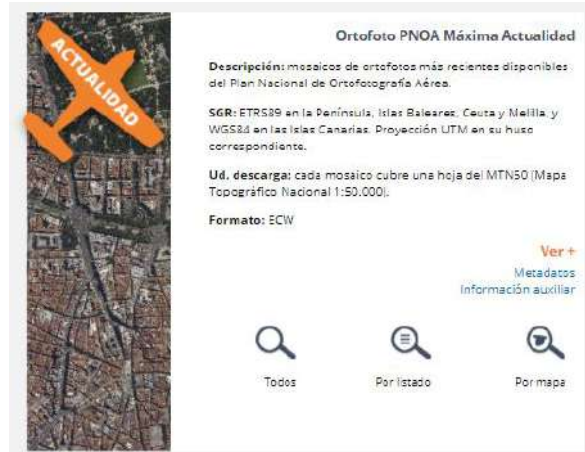 ACTUALIDAD
Ortofoto PNOA Máxima Actualidad
Descripción: mosaicos de ortofotos más recientes disponibles
del Plan Nacional de Ortofotografía Aérea.
SGR: ETRS89 en la Península, Islas Baleares, Ceuta y Melilla, y
WGS84 en las Islas Canarias. Proyección UTM en su huso
correspondiente.
Ud. descarga: cada mosaico cubre una hoja del MTN50 (Mapa
Topográfico Nacional 1:50.000).
Formato: ECW
Ver +
Metadatos
Información auxiliar
Todos Por listado Por mapa